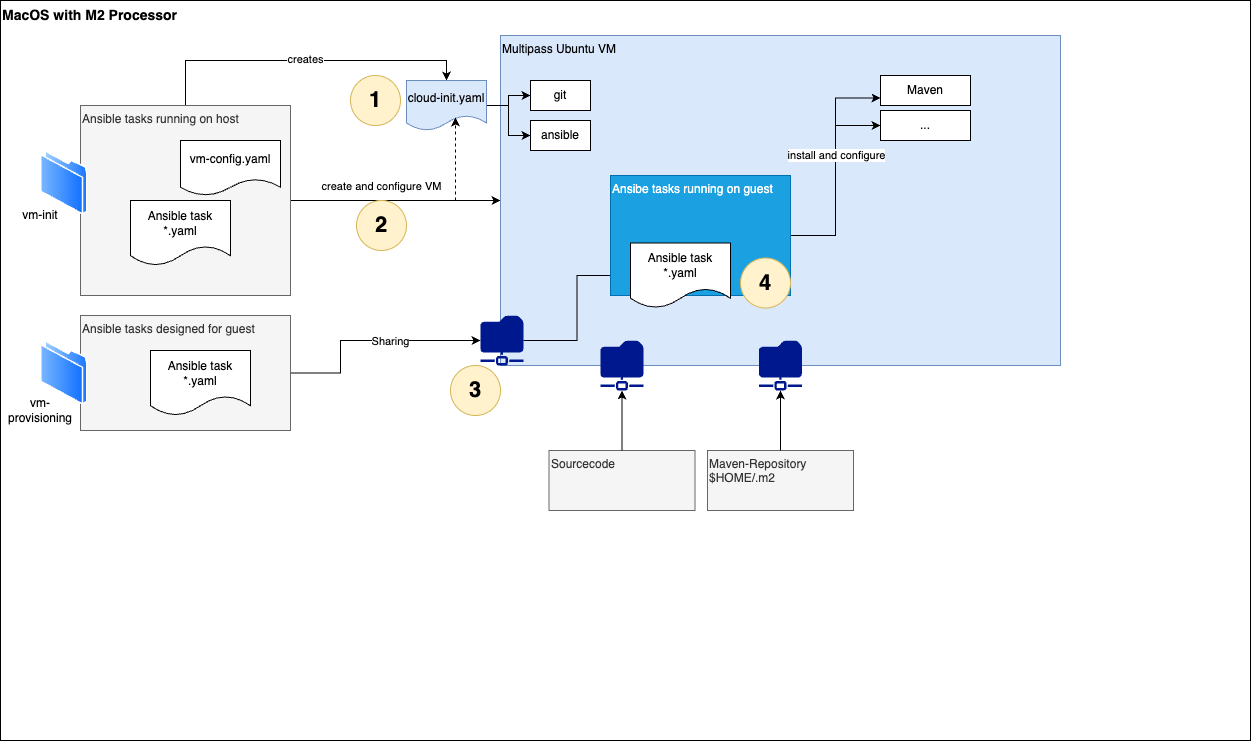 MacOS with M2 Processor
creates
Multipass Ubuntu VM
1
cloud-init.yaml
git
ansible
Maven
...
install and configure
Ansible tasks running on host
vm-config.yaml
Ansible task
*.yaml
vm-init
create and configure VM
2
Ansibe tasks running on guest
Ansible task
*.yaml
4
Ansible tasks designed for guest
Ansible task
*.yaml
vm-
provisioning
Sharing
3
Sourcecode
Maven-Repository
$HOME/.m2